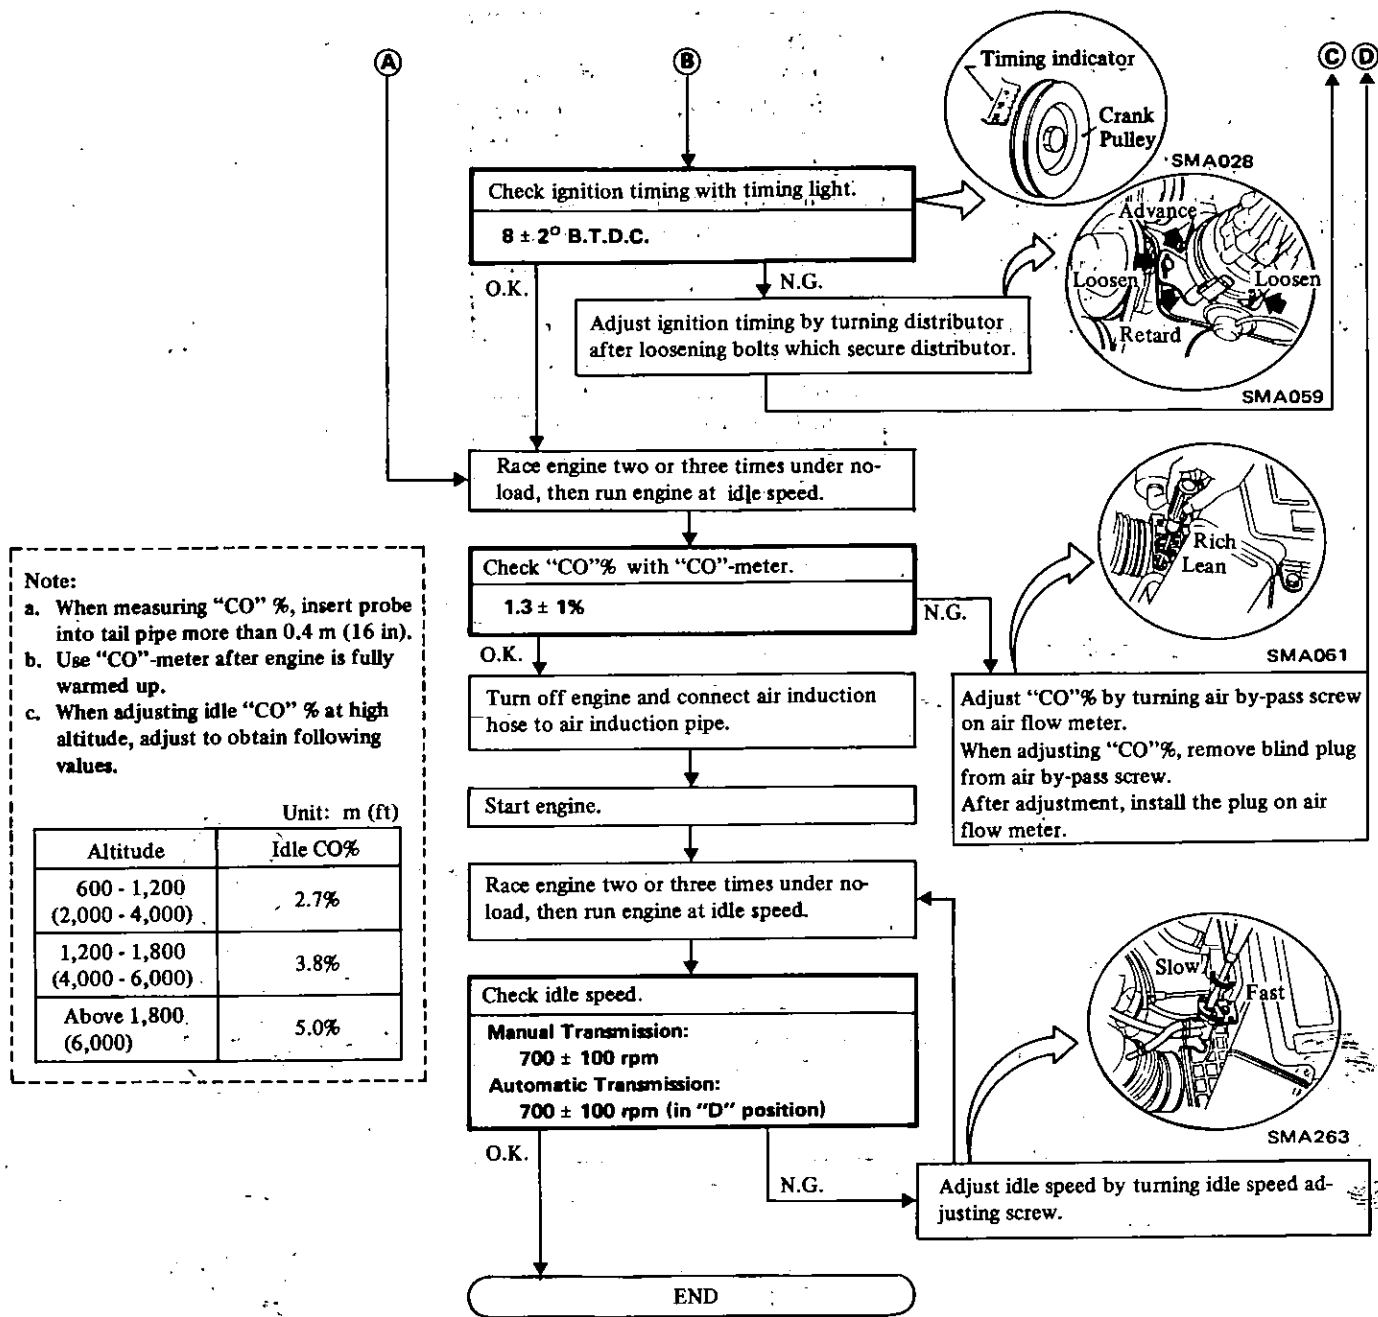 A
B
C D
Timing indicator
Crank
Pulley
SMA028
Check ignition timing with timing light.
8 ± 2° B.T.D.C.
O.K.
N.G.
Advance
Loosen
Loosen
Retard
SMA059
Adjust ignition timing by turning distributor
after loosening bolts which secure distributor.
Race engine two or three times under no-
load, then run engine at idle speed.
Check “CO”% with “CO”-meter.
1.3 ± 1%
N.G.
O.K.
Rich
Lean
SMA061
Adjust “CO”% by turning air by-pass screw
on air flow meter.
When adjusting “CO”%, remove blind plug
from air by-pass screw.
After adjustment, install the plug on air
flow meter.
Note:
a. When measuring “CO” %, insert probe
into tail pipe more than 0.4 m (16 in).
b. Use “CO”-meter after engine is fully
warmed up.
c. When adjusting idle “CO” % at high
altitude, adjust to obtain following
values.
Unit: m (ft)
Altitude Idle CO%
600 - 1,200
(2,000 - 4,000) 2.7%
1,200 - 1,800
(4,000 - 6,000) 3.8%
Above 1,800
(6,000) 5.0%
Turn off engine and connect air induction
hose to air induction pipe.
Start engine.
Race engine two or three times under no-
load, then run engine at idle speed.
Check idle speed.
Manual Transmission:
700 ± 100 rpm
Automatic Transmission:
700 ± 100 rpm (in "D" position)
O.K.
N.G.
Slow
Fast
SMA263
Adjust idle speed by turning idle speed ad-
justing screw.
END